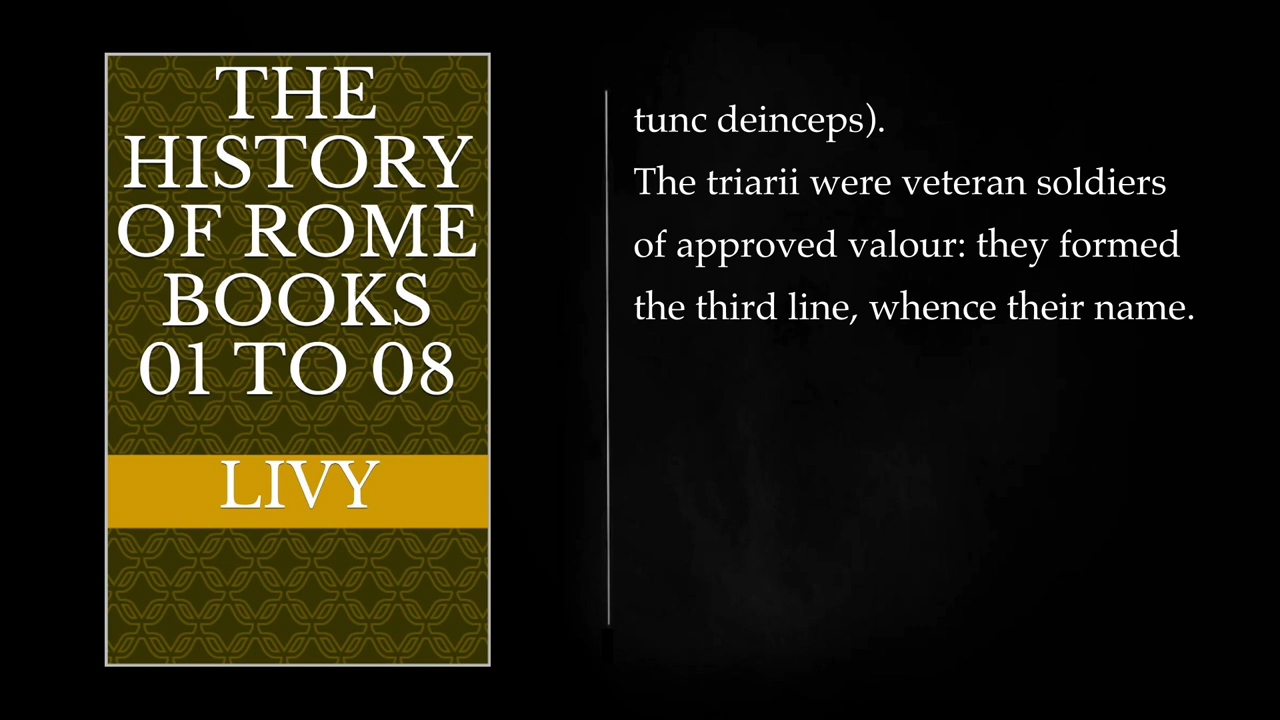 THE
HISTORY
OF ROME
BOOKS
01 TO 08
LIVY
tunc deinceps).
The triarii were veteran soldiers
of approved valour: they formed
the third line, whence their name.